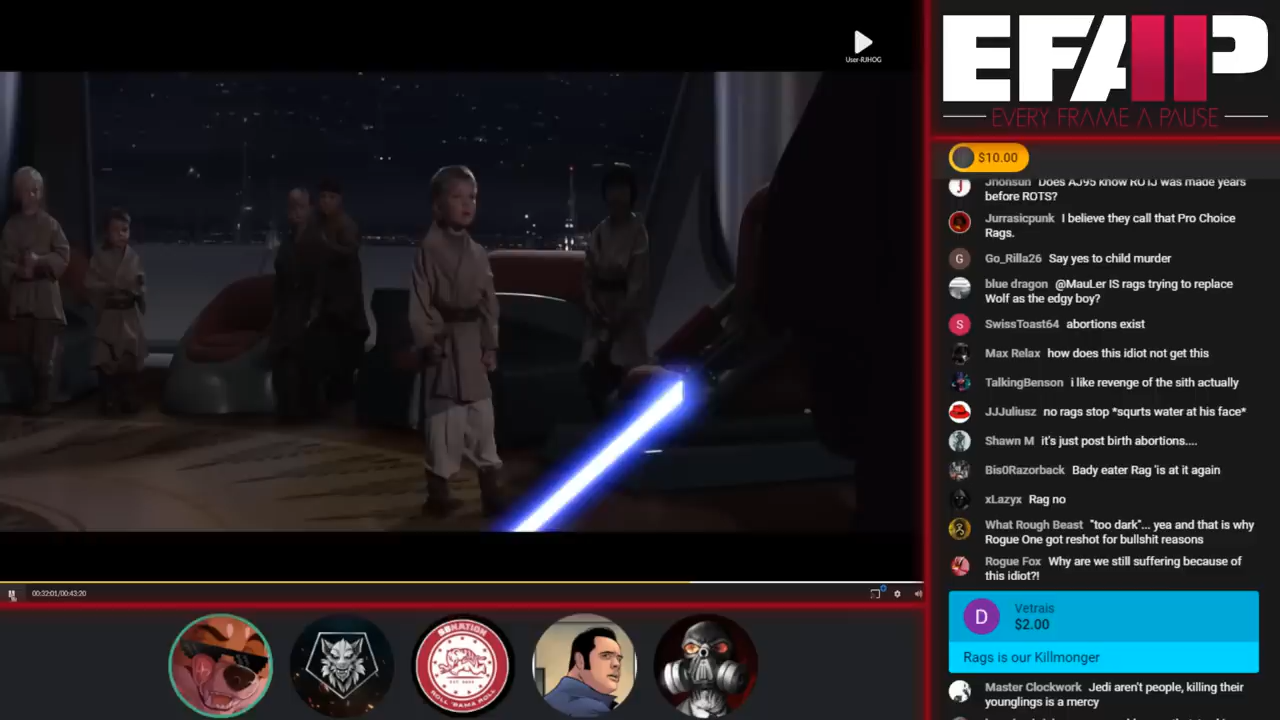 User-RJHOG
EFAP
EVERY FRAME A PAUSE
$10.00
Jhonsun Does AJ95 know ROTJ was made years
before ROTS?
Jurrasicpunk I believe they call that Pro Choice
Rags.
G
Go_Rilla26 Say yes to child murder
blue dragon @MauLer IS rags trying to replace
Wolf as the edgy boy?
S
SwissToast64 abortions exist
Max Relax how does this idiot not get this
TalkingBenson i like revenge of the sith actually
JJJuliusz no rags stop *squrts water at his face*
Shawn M it's just post birth abortions....
Bis0Razorback Bady eater Rag 'is at it again
xLazyx Rag no
What Rough Beast "too dark"... yea and that is why
Rogue One got reshot for bullshit reasons
Rogue Fox Why are we still suffering because of
this idiot?!
D
Vetrais
$2.00
Rags is our Killmonger
Master Clockwork Jedi aren't people, killing their
younglings is a mercy
00:32:01/00:43:20
BBNATION
ROLL 'BAMA ROLL